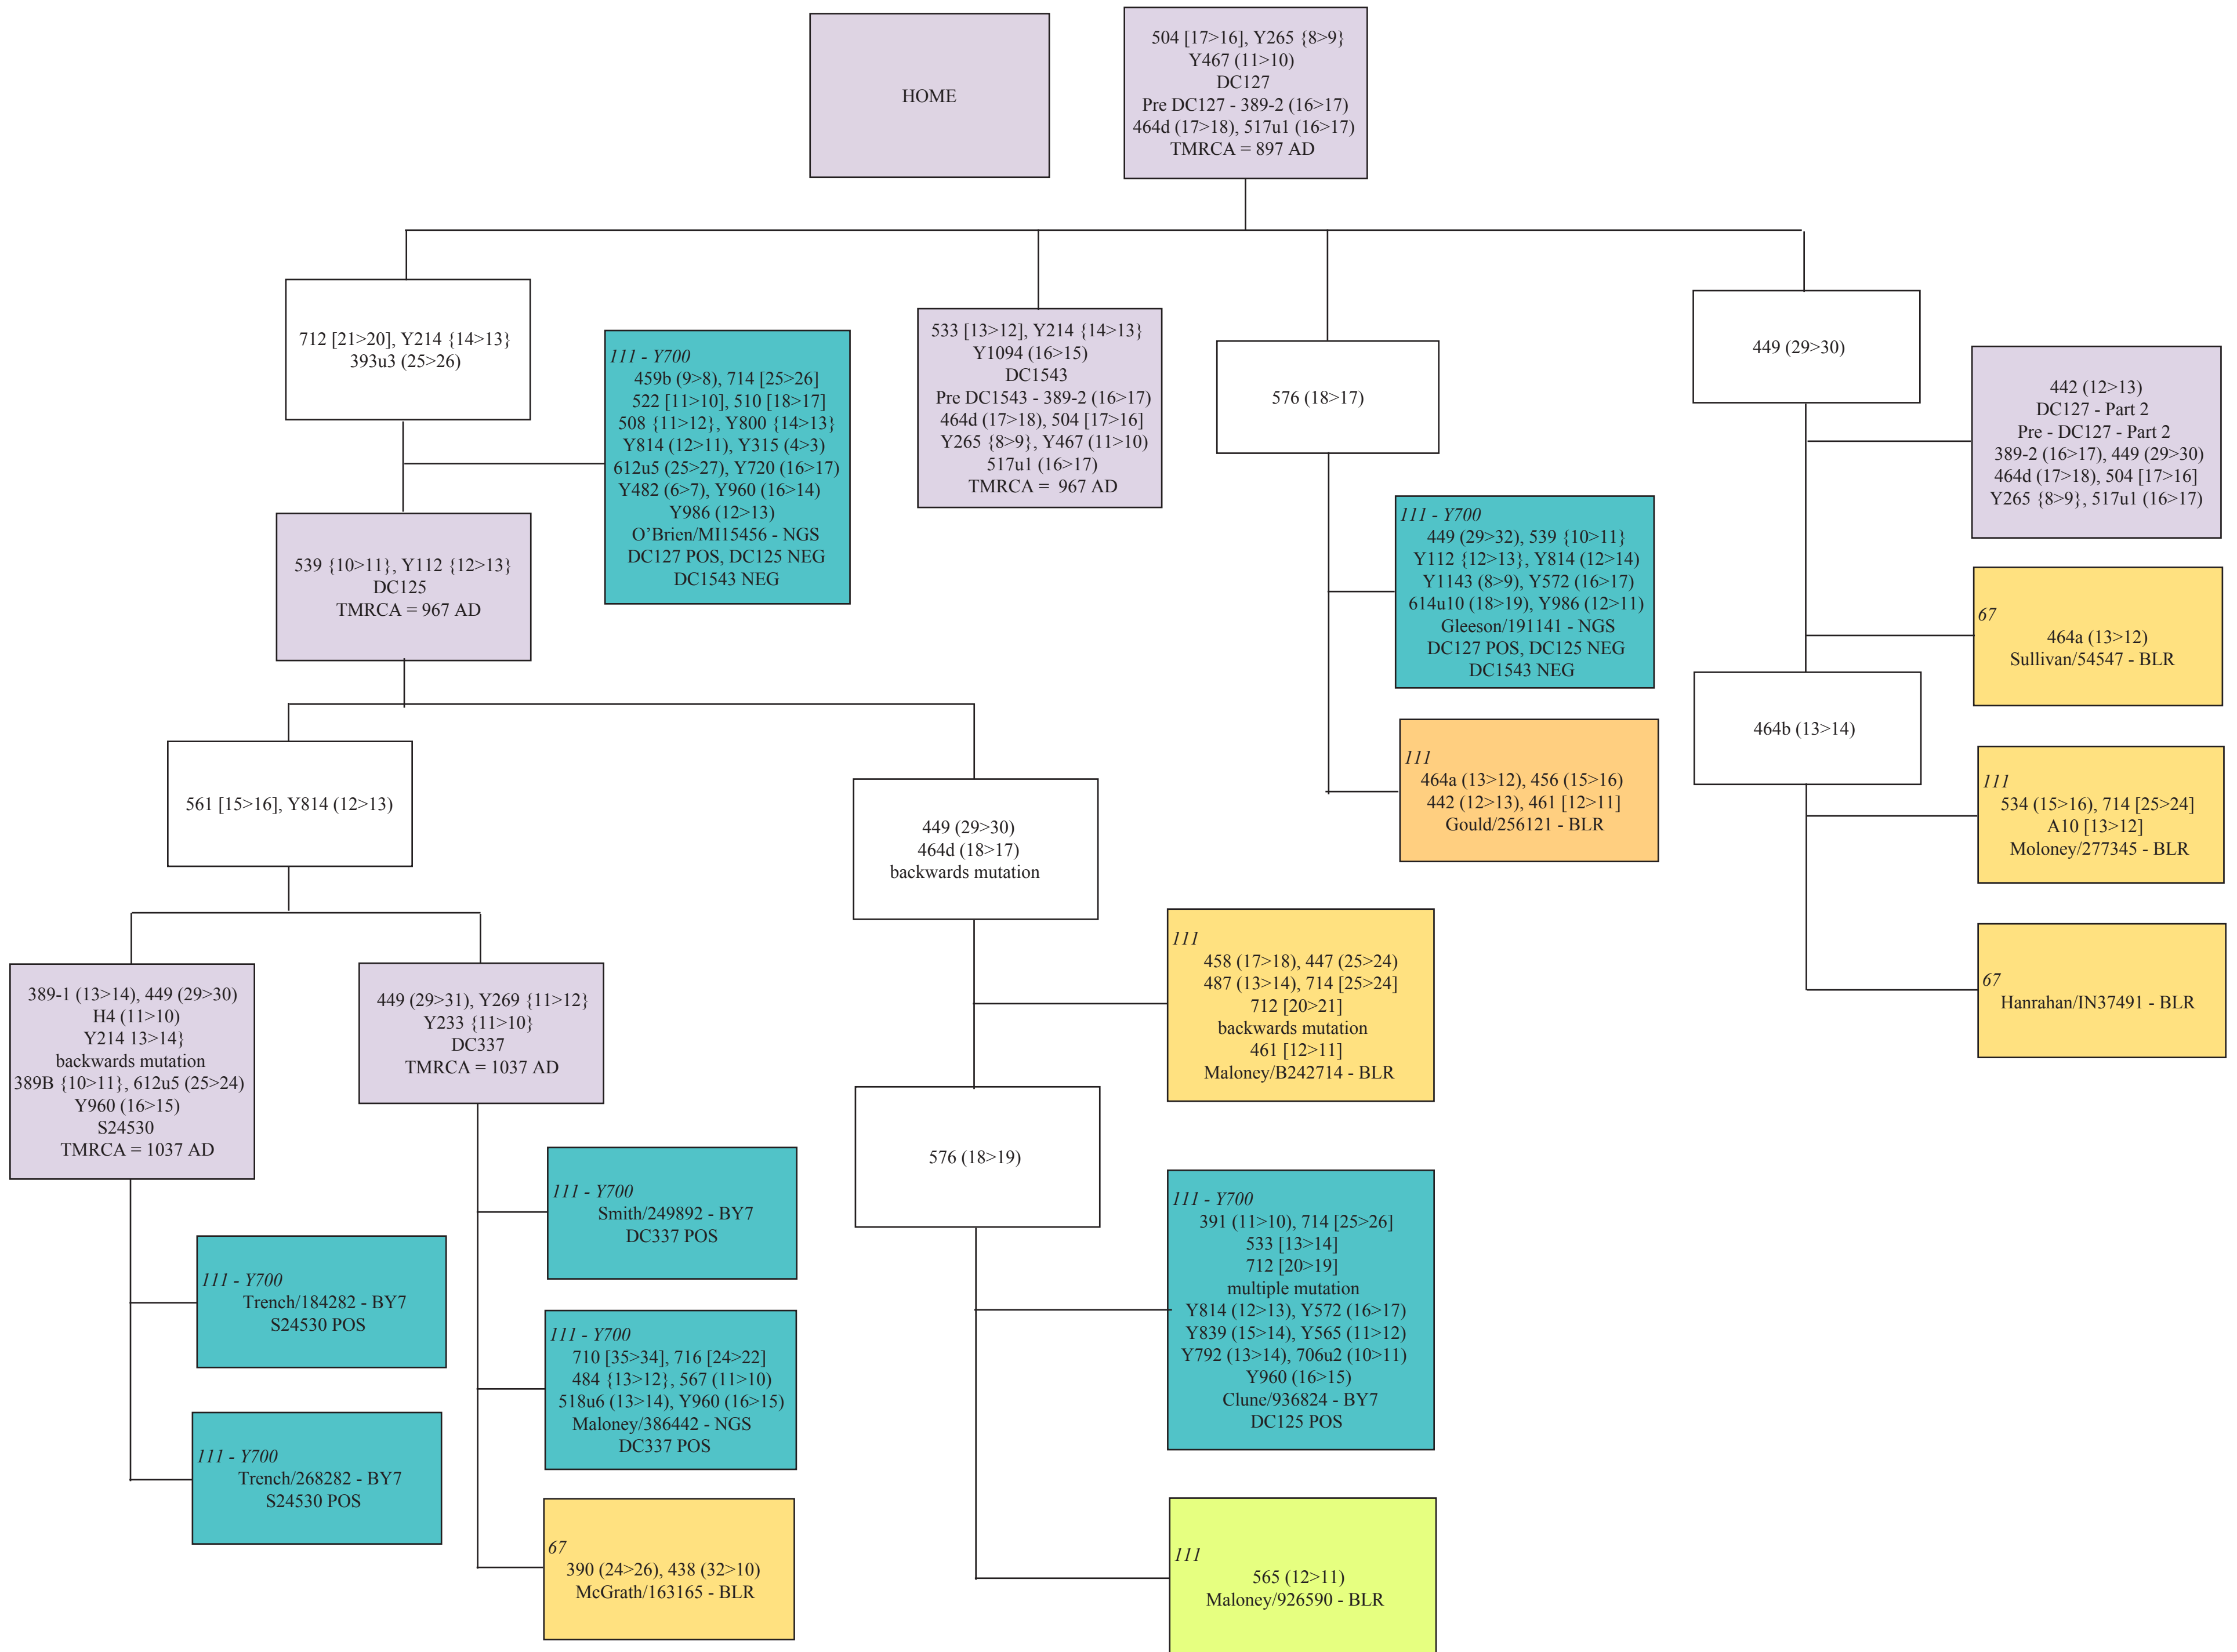 HOME
504 [17>16], Y265 {8>9}
Y467 (11>10)
DC127
Pre DC127 - 389-2 (16>17)
464d (17>18), 517u1 (16>17)
TMRCA = 897 AD
712 [21>20], Y214 {14>13}
393u3 (25>26)
111 - Y700
459b (9>8), 714 [25>26]
522 [11>10], 510 [18>17]
508 {11>12}, Y800 {14>13}
Y814 (12>11), Y315 (4>3)
612u5 (25>27), Y720 (16>17)
Y482 (6>7), Y960 (16>14)
Y986 (12>13)
O’Brien/MI15456 - NGS
DC127 POS, DC125 NEG
DC1543 NEG
533 [13>12], Y214 {14>13}
Y1094 (16>15)
DC1543
Pre DC1543 - 389-2 (16>17)
464d (17>18), 504 [17>16]
Y265 {8>9}, Y467 (11>10)
517u1 (16>17)
TMRCA = 967 AD
576 (18>17)
449 (29>30)
442 (12>13)
DC127 - Part 2
Pre - DC127 - Part 2
389-2 (16>17), 449 (29>30)
464d (17>18), 504 [17>16]
Y265 {8>9}, 517u1 (16>17)
539 {10>11}, Y112 {12>13}
DC125
TMRCA = 967 AD
111 - Y700
449 (29>32), 539 {10>11}
Y112 {12>13}, Y814 (12>14)
Y1143 (8>9), Y572 (16>17)
614u10 (18>19), Y986 (12>11)
Gleeson/191141 - NGS
DC127 POS, DC125 NEG
DC1543 NEG
67
464a (13>12)
Sullivan/54547 - BLR
464b (13>14)
561 [15>16], Y814 (12>13)
449 (29>30)
464d (18>17)
backwards mutation
111
464a (13>12), 456 (15>16)
442 (12>13), 461 [12>11]
Gould/256121 - BLR
111
534 (15>16), 714 [25>24]
A10 [13>12]
Moloney/277345 - BLR
389-1 (13>14), 449 (29>30)
H4 (11>10)
Y214 13>14}
backwards mutation
389B {10>11}, 612u5 (25>24)
Y960 (16>15)
S24530
TMRCA = 1037 AD
449 (29>31), Y269 {11>12}
Y233 {11>10}
DC337
TMRCA = 1037 AD
111
458 (17>18), 447 (25>24)
487 (13>14), 714 [25>24]
712 [20>21]
backwards mutation
461 [12>11]
Maloney/B242714 - BLR
67
Hanrahan/IN37491 - BLR
576 (18>19)
111 - Y700
Smith/249892 - BY7
DC337 POS
111 - Y700
391 (11>10), 714 [25>26]
533 [13>14]
712 [20>19]
multiple mutation
Y814 (12>13), Y572 (16>17)
Y839 (15>14), Y565 (11>12)
Y792 (13>14), 706u2 (10>11)
Y960 (16>15)
Clune/936824 - BY7
DC125 POS
111 - Y700
Trench/184282 - BY7
S24530 POS
111 - Y700
710 [35>34], 716 [24>22]
484 {13>12}, 567 (11>10)
518u6 (13>14), Y960 (16>15)
Maloney/386442 - NGS
DC337 POS
111 - Y700
Trench/268282 - BY7
S24530 POS
67
390 (24>26), 438 (32>10)
McGrath/163165 - BLR
111
565 (12>11)
Maloney/926590 - BLR